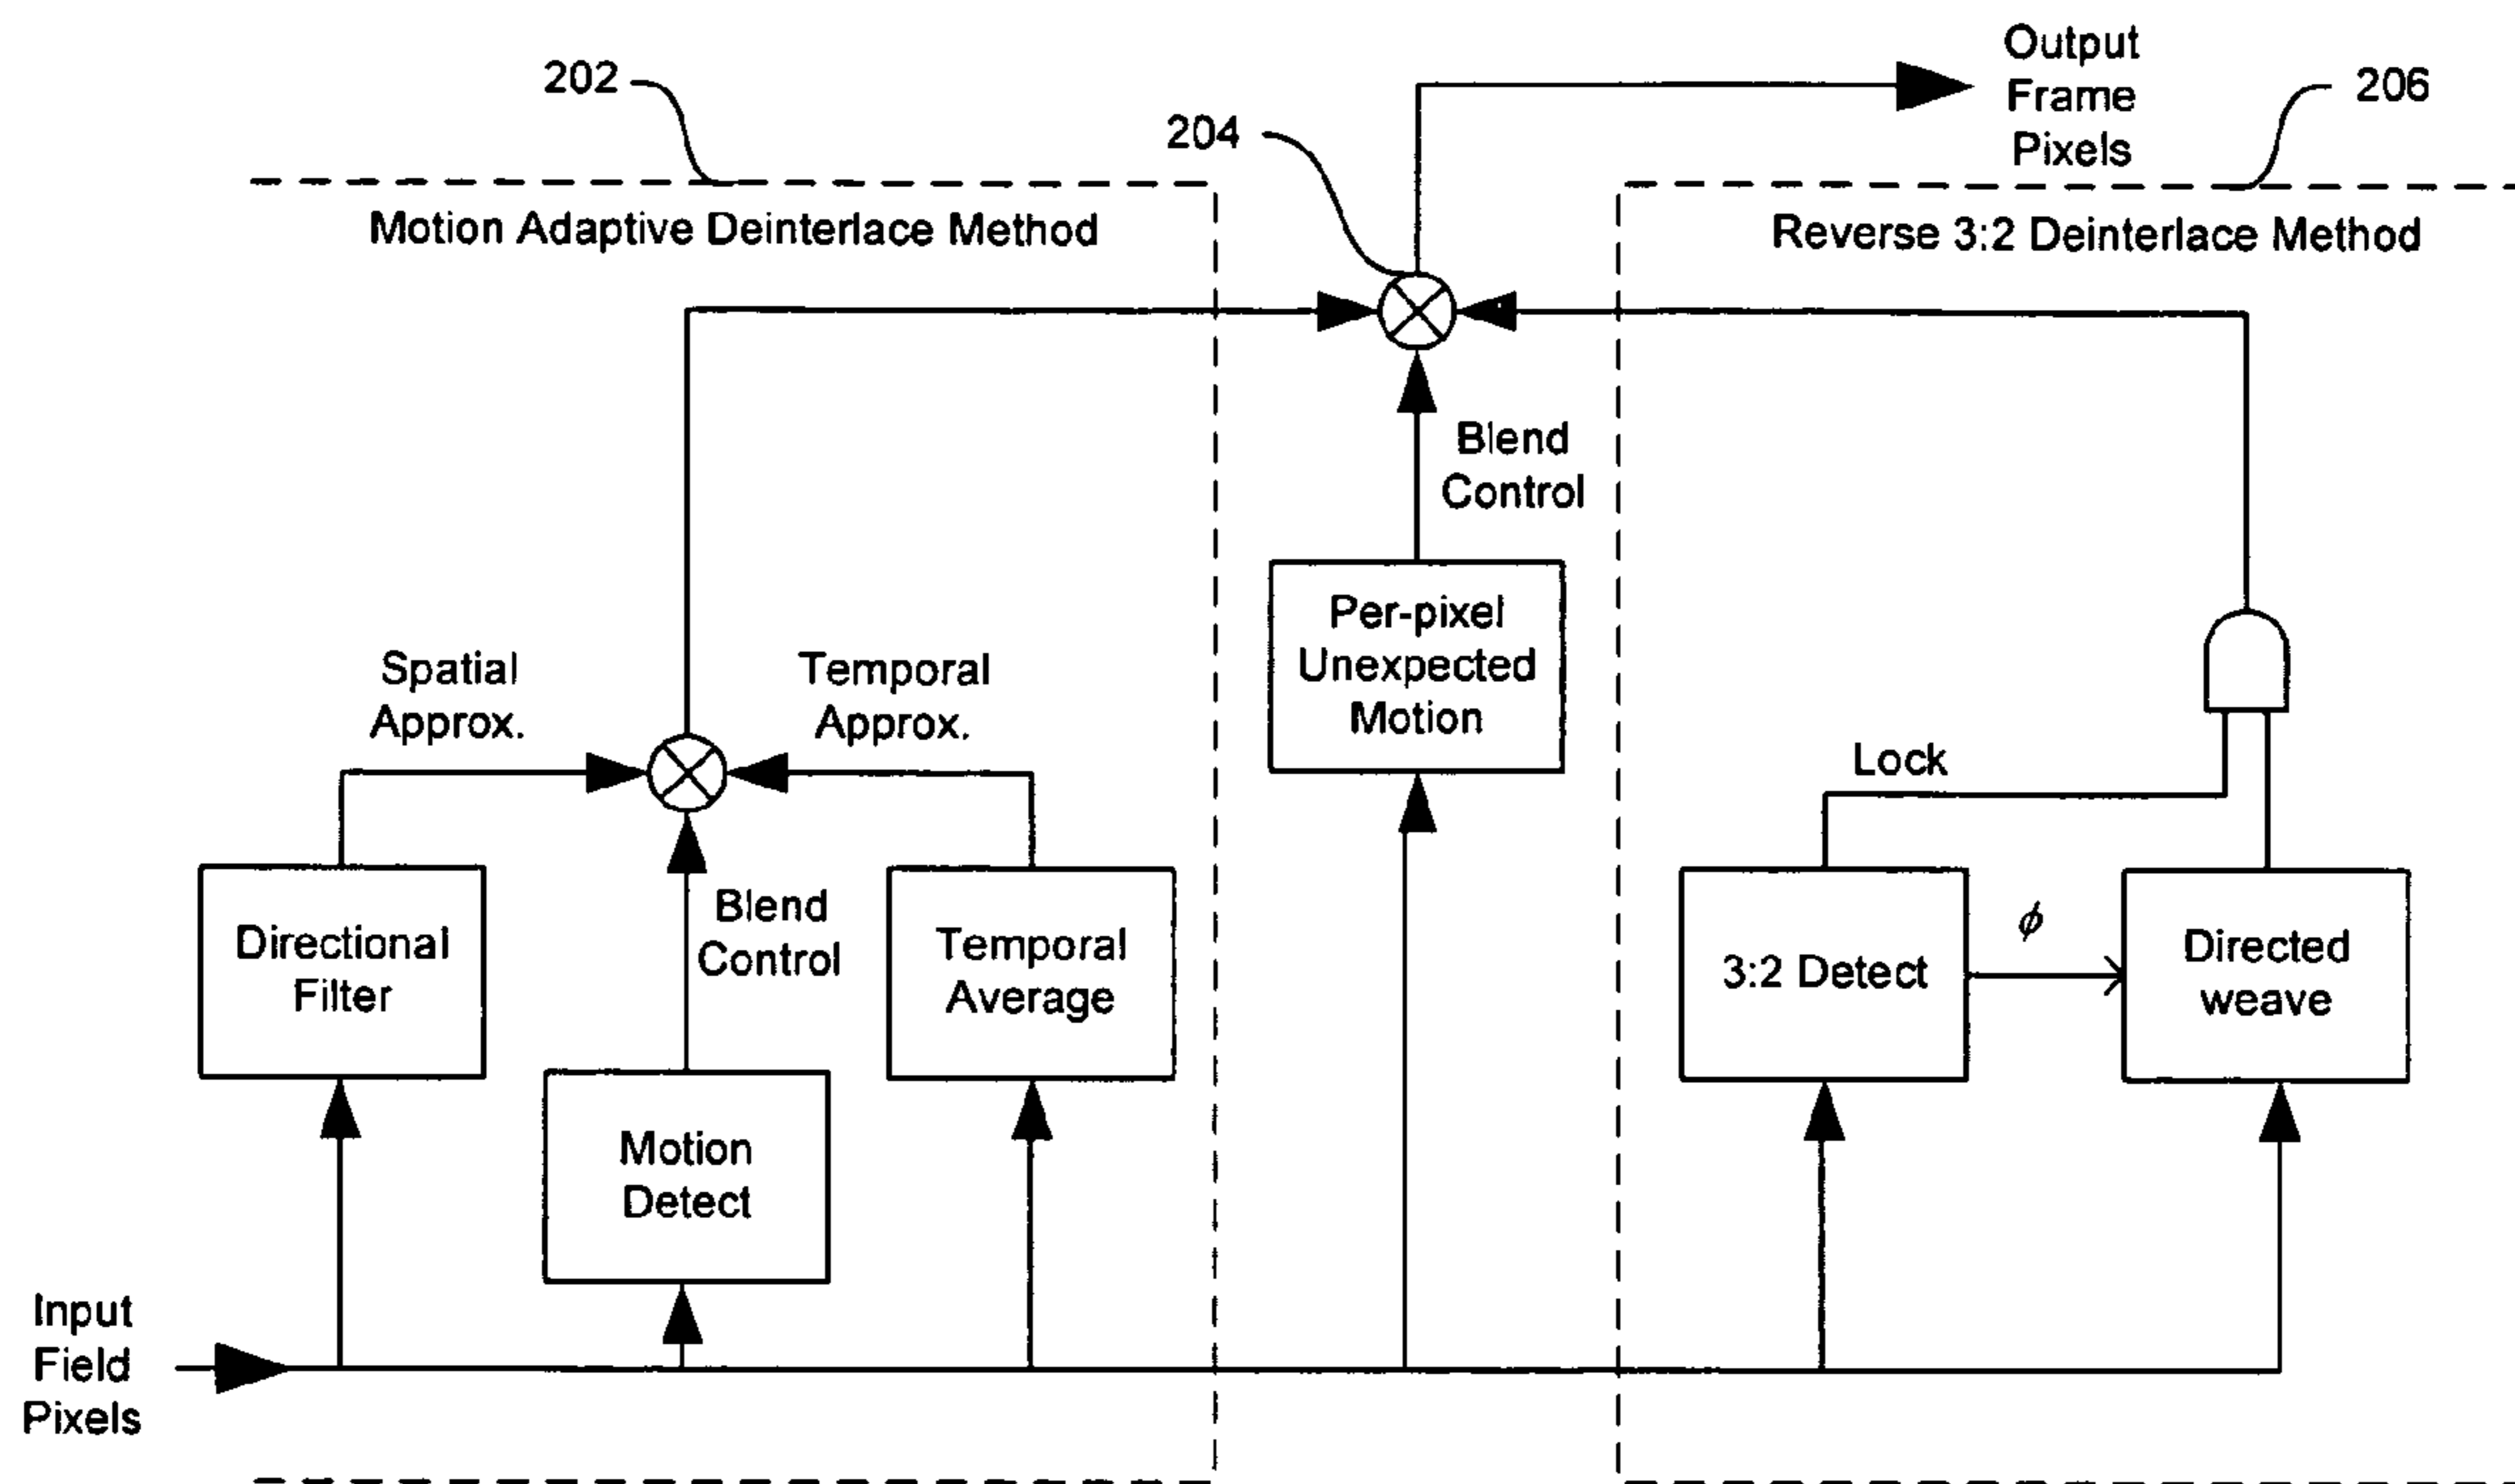 Output
Frame
Pixels
202
204
206
Motion Adaptive Deinterlace Method
Reverse 3:2 Deinterlace Method
Blend
Control
Per-pixel
Unexpected
Motion
Spatial
Approx.
Temporal
Approx.
Lock
Directional
Filter
Blend
Control
Temporal
Average
3:2 Detect
ϕ
Directed
weave
Motion
Detect
Input
Field
Pixels